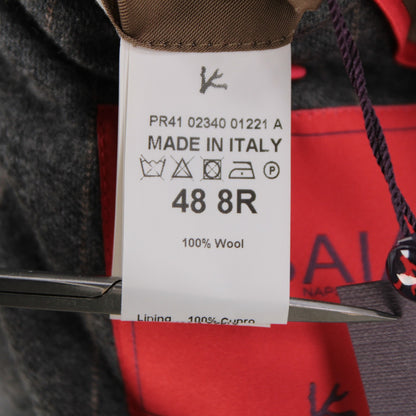 PR41 02340 01221 A
MADE IN ITALY
P
48 8R
100% Wool
Lining 100% Cupro